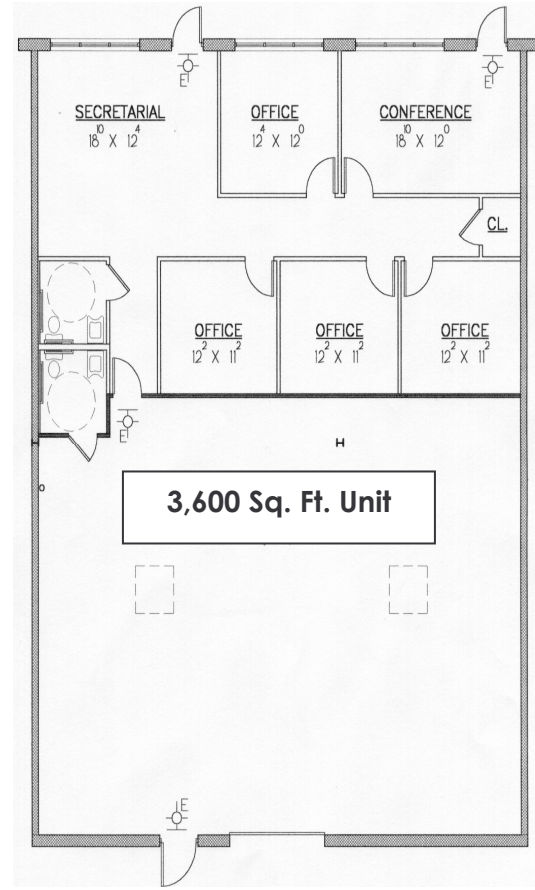 E
E
SECRETARIAL
18¹⁰ X 12⁴
OFFICE
12⁴ X 12⁰
CONFERENCE
18¹⁰ X 12⁰
CL.
OFFICE
12² X 11²
OFFICE
12² X 11²
OFFICE
12² X 11²
E
H
3,600 Sq. Ft. Unit
E